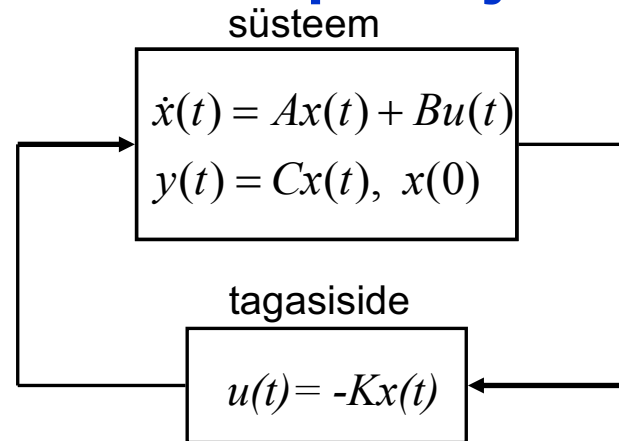 süsteem
ẋ(t) = Ax(t) + Bu(t)
y(t) = Cx(t), x(0)
tagasiside
u(t)= -Kx(t)